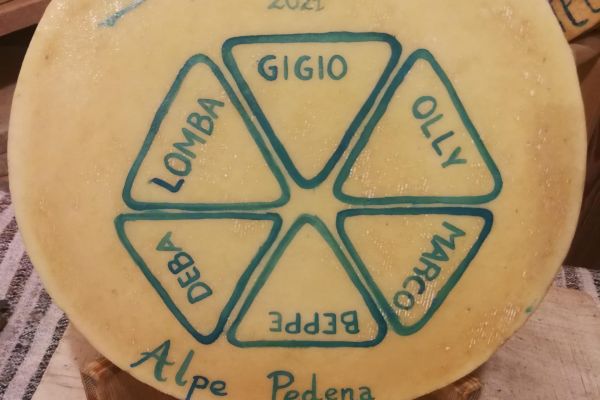 2021
GIGIO
LOMBA
OLLY
DEBA
MARCO
BEPPE
Alpe Pedena